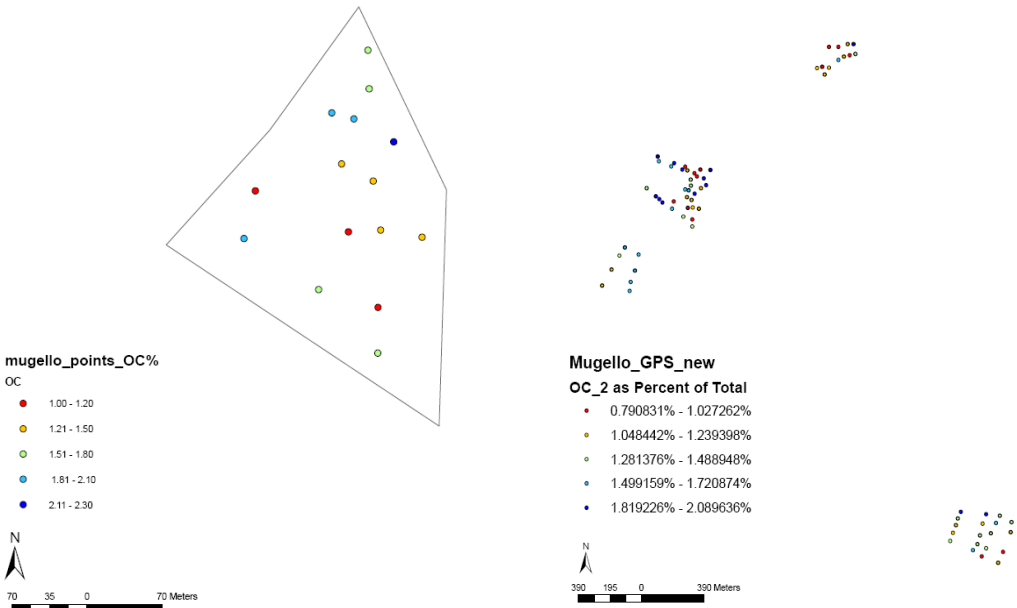 mugello_points_OC%
OC
1.00 - 1.20
1.21 - 1.50
1.51 - 1.80
1.81 - 2.10
2.11 - 2.30
N
70 35 0 70 Meters
Mugello_GPS_new
OC_2 as Percent of Total
0.790831% - 1.027262%
1.048442% - 1.239398%
1.281376% - 1.488948%
1.499159% - 1.720874%
1.819226% - 2.089636%
N
390 195 0 390 Meters